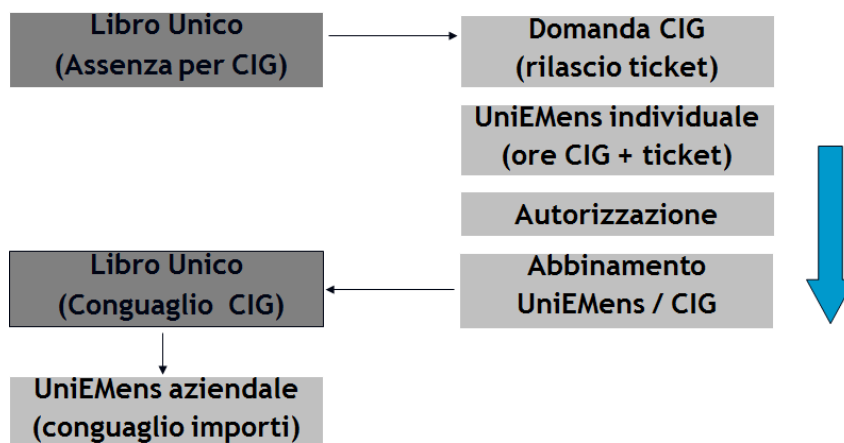 Libro Unico
(Assenza per CIG)
Domanda CIG
(rilascio ticket)
UniEMens individuale
(ore CIG + ticket)
Autorizzazione
Abbinamento
UniEMens / CIG
Libro Unico
(Conguaglio CIG)
UniEMens aziendale
(conguaglio importi)